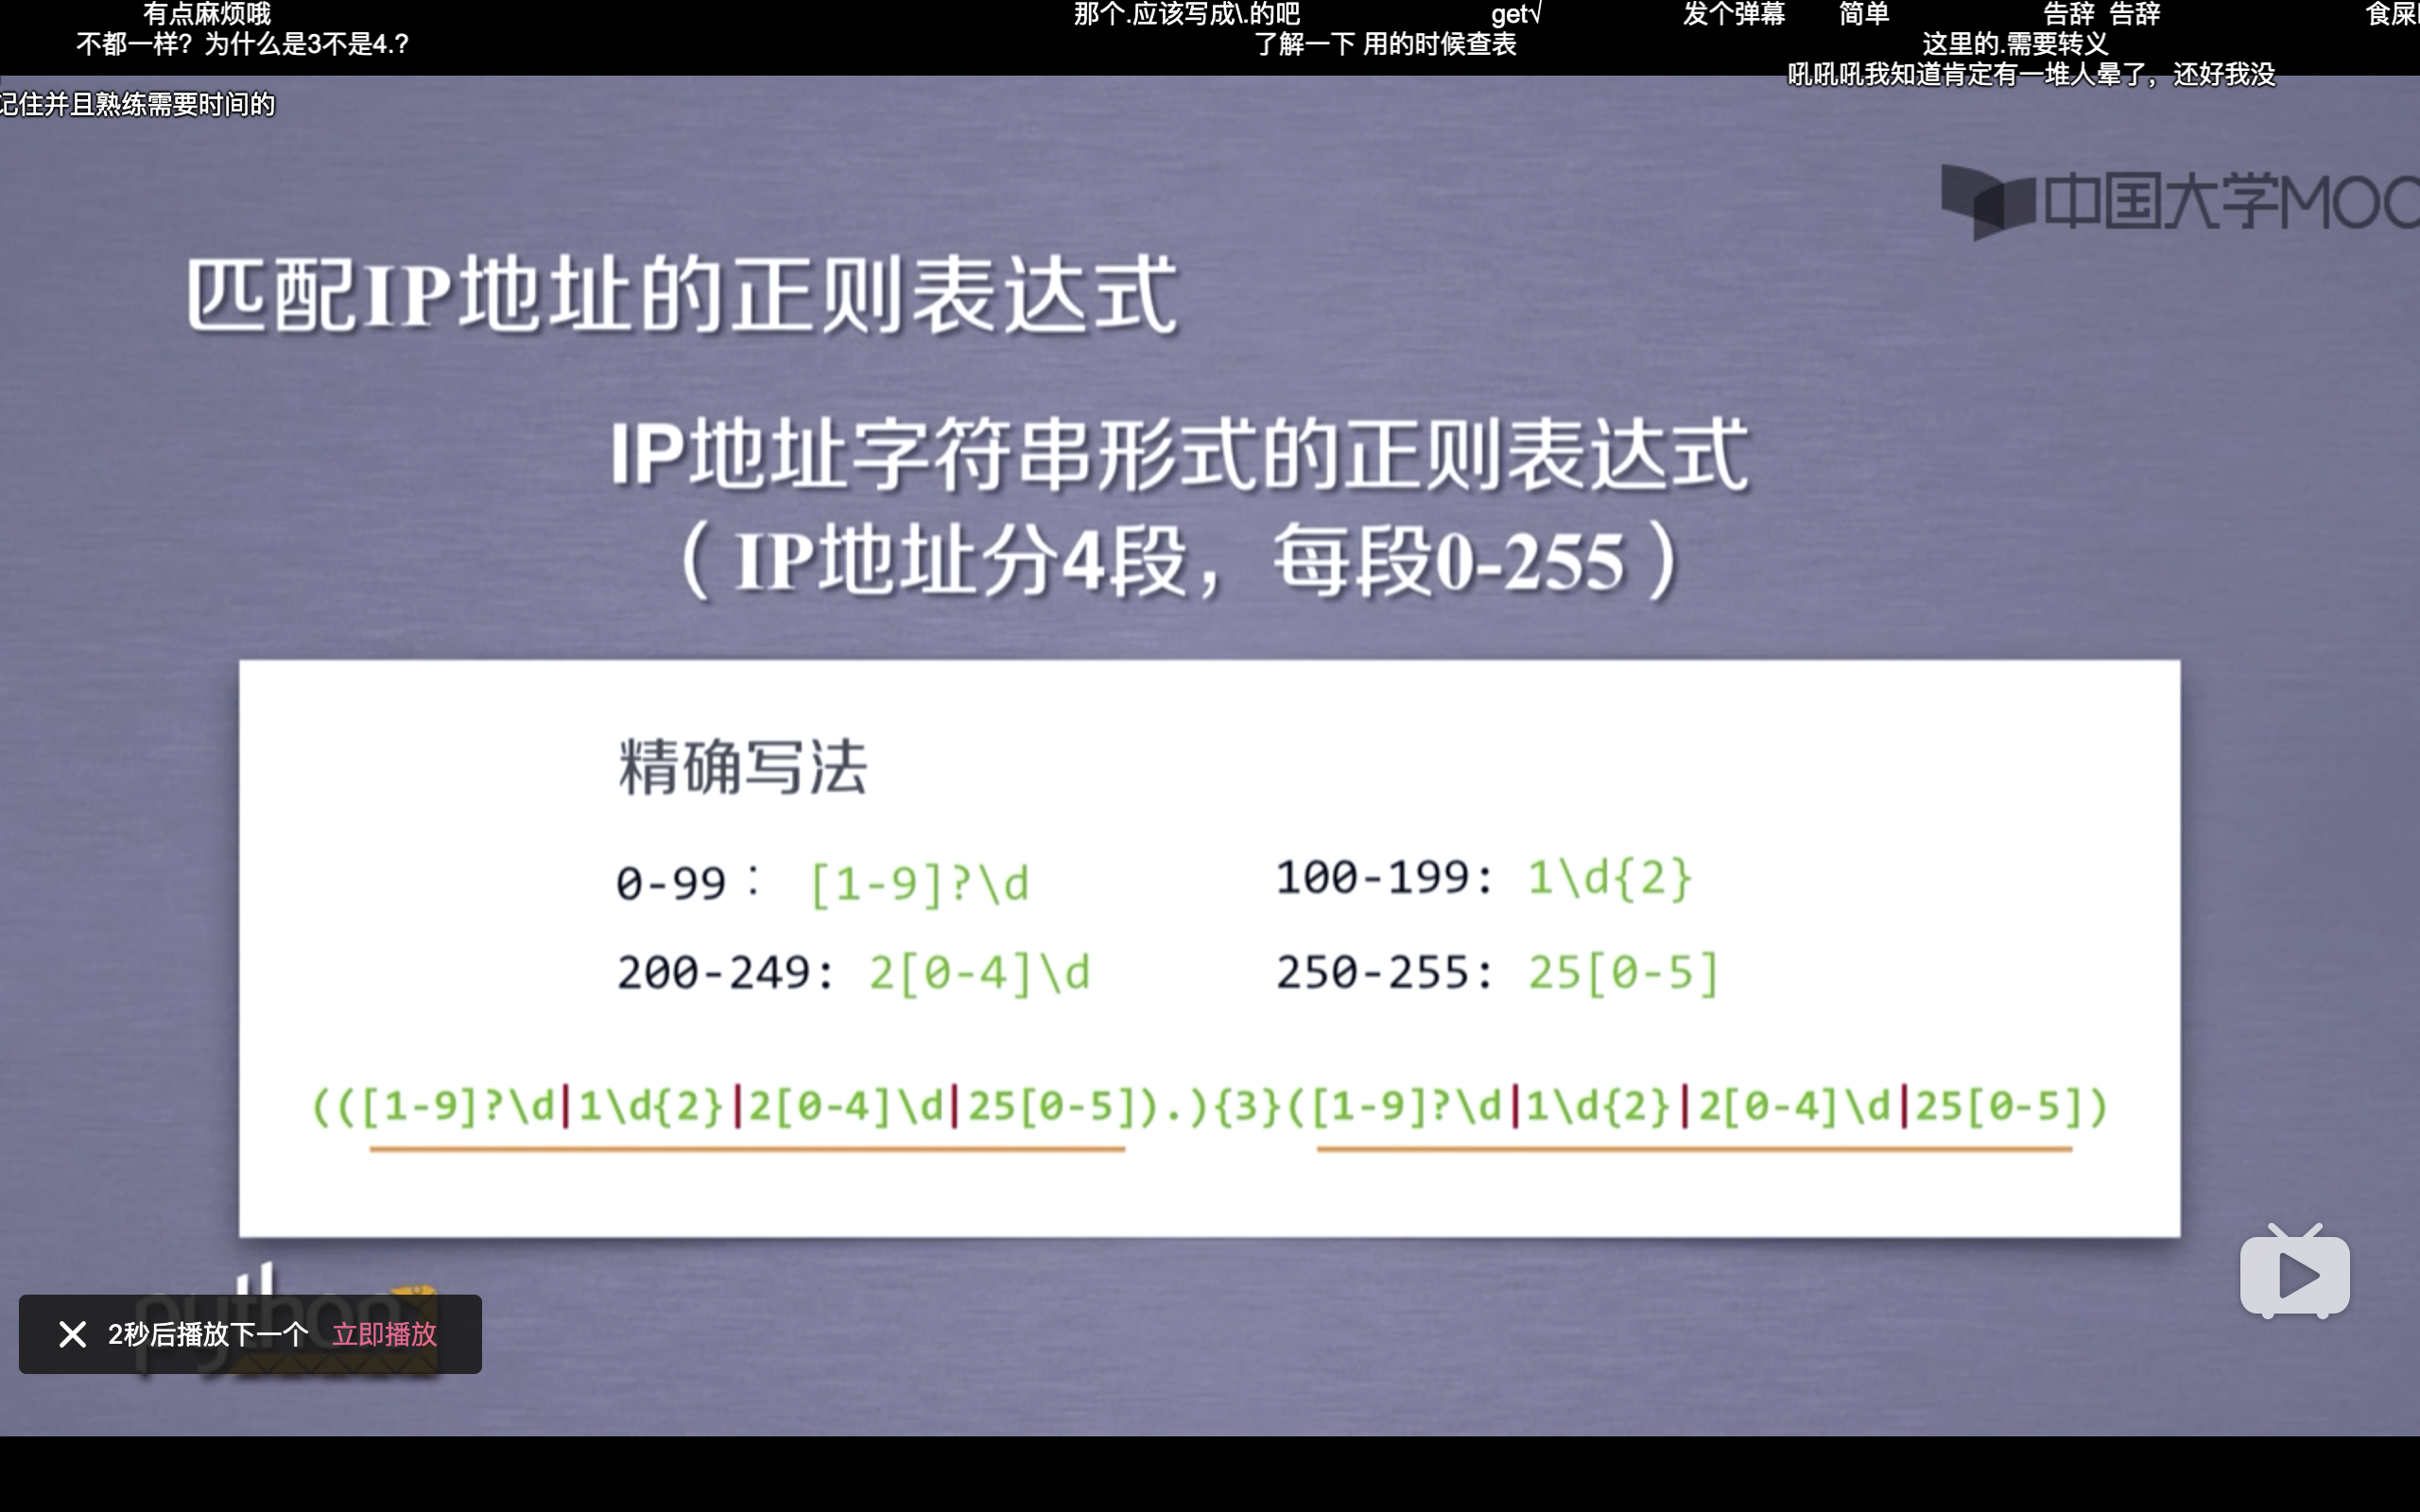 有点麻烦哦 那个.应该写成\.的吧 get√ 发个弹幕 简单 告辞 告辞 食屎
不都一样？为什么是3不是4.? 了解一下 用的时候查表 这里的.需要转义
吼吼吼我知道肯定有一堆人晕了，还好我没
记住并且熟练需要时间的
中国大学MOO
匹配IP地址的正则表达式
IP地址字符串形式的正则表达式
（IP地址分4段，每段0-255）
精确写法
0-99： [1-9]?\d 100-199: 1\d{2}
200-249: 2[0-4]\d 250-255: 25[0-5]
(([1-9]?\d|1\d{2}|2[0-4]\d|25[0-5]).){3}([1-9]?\d|1\d{2}|2[0-4]\d|25[0-5])
python
2秒后播放下一个 立即播放